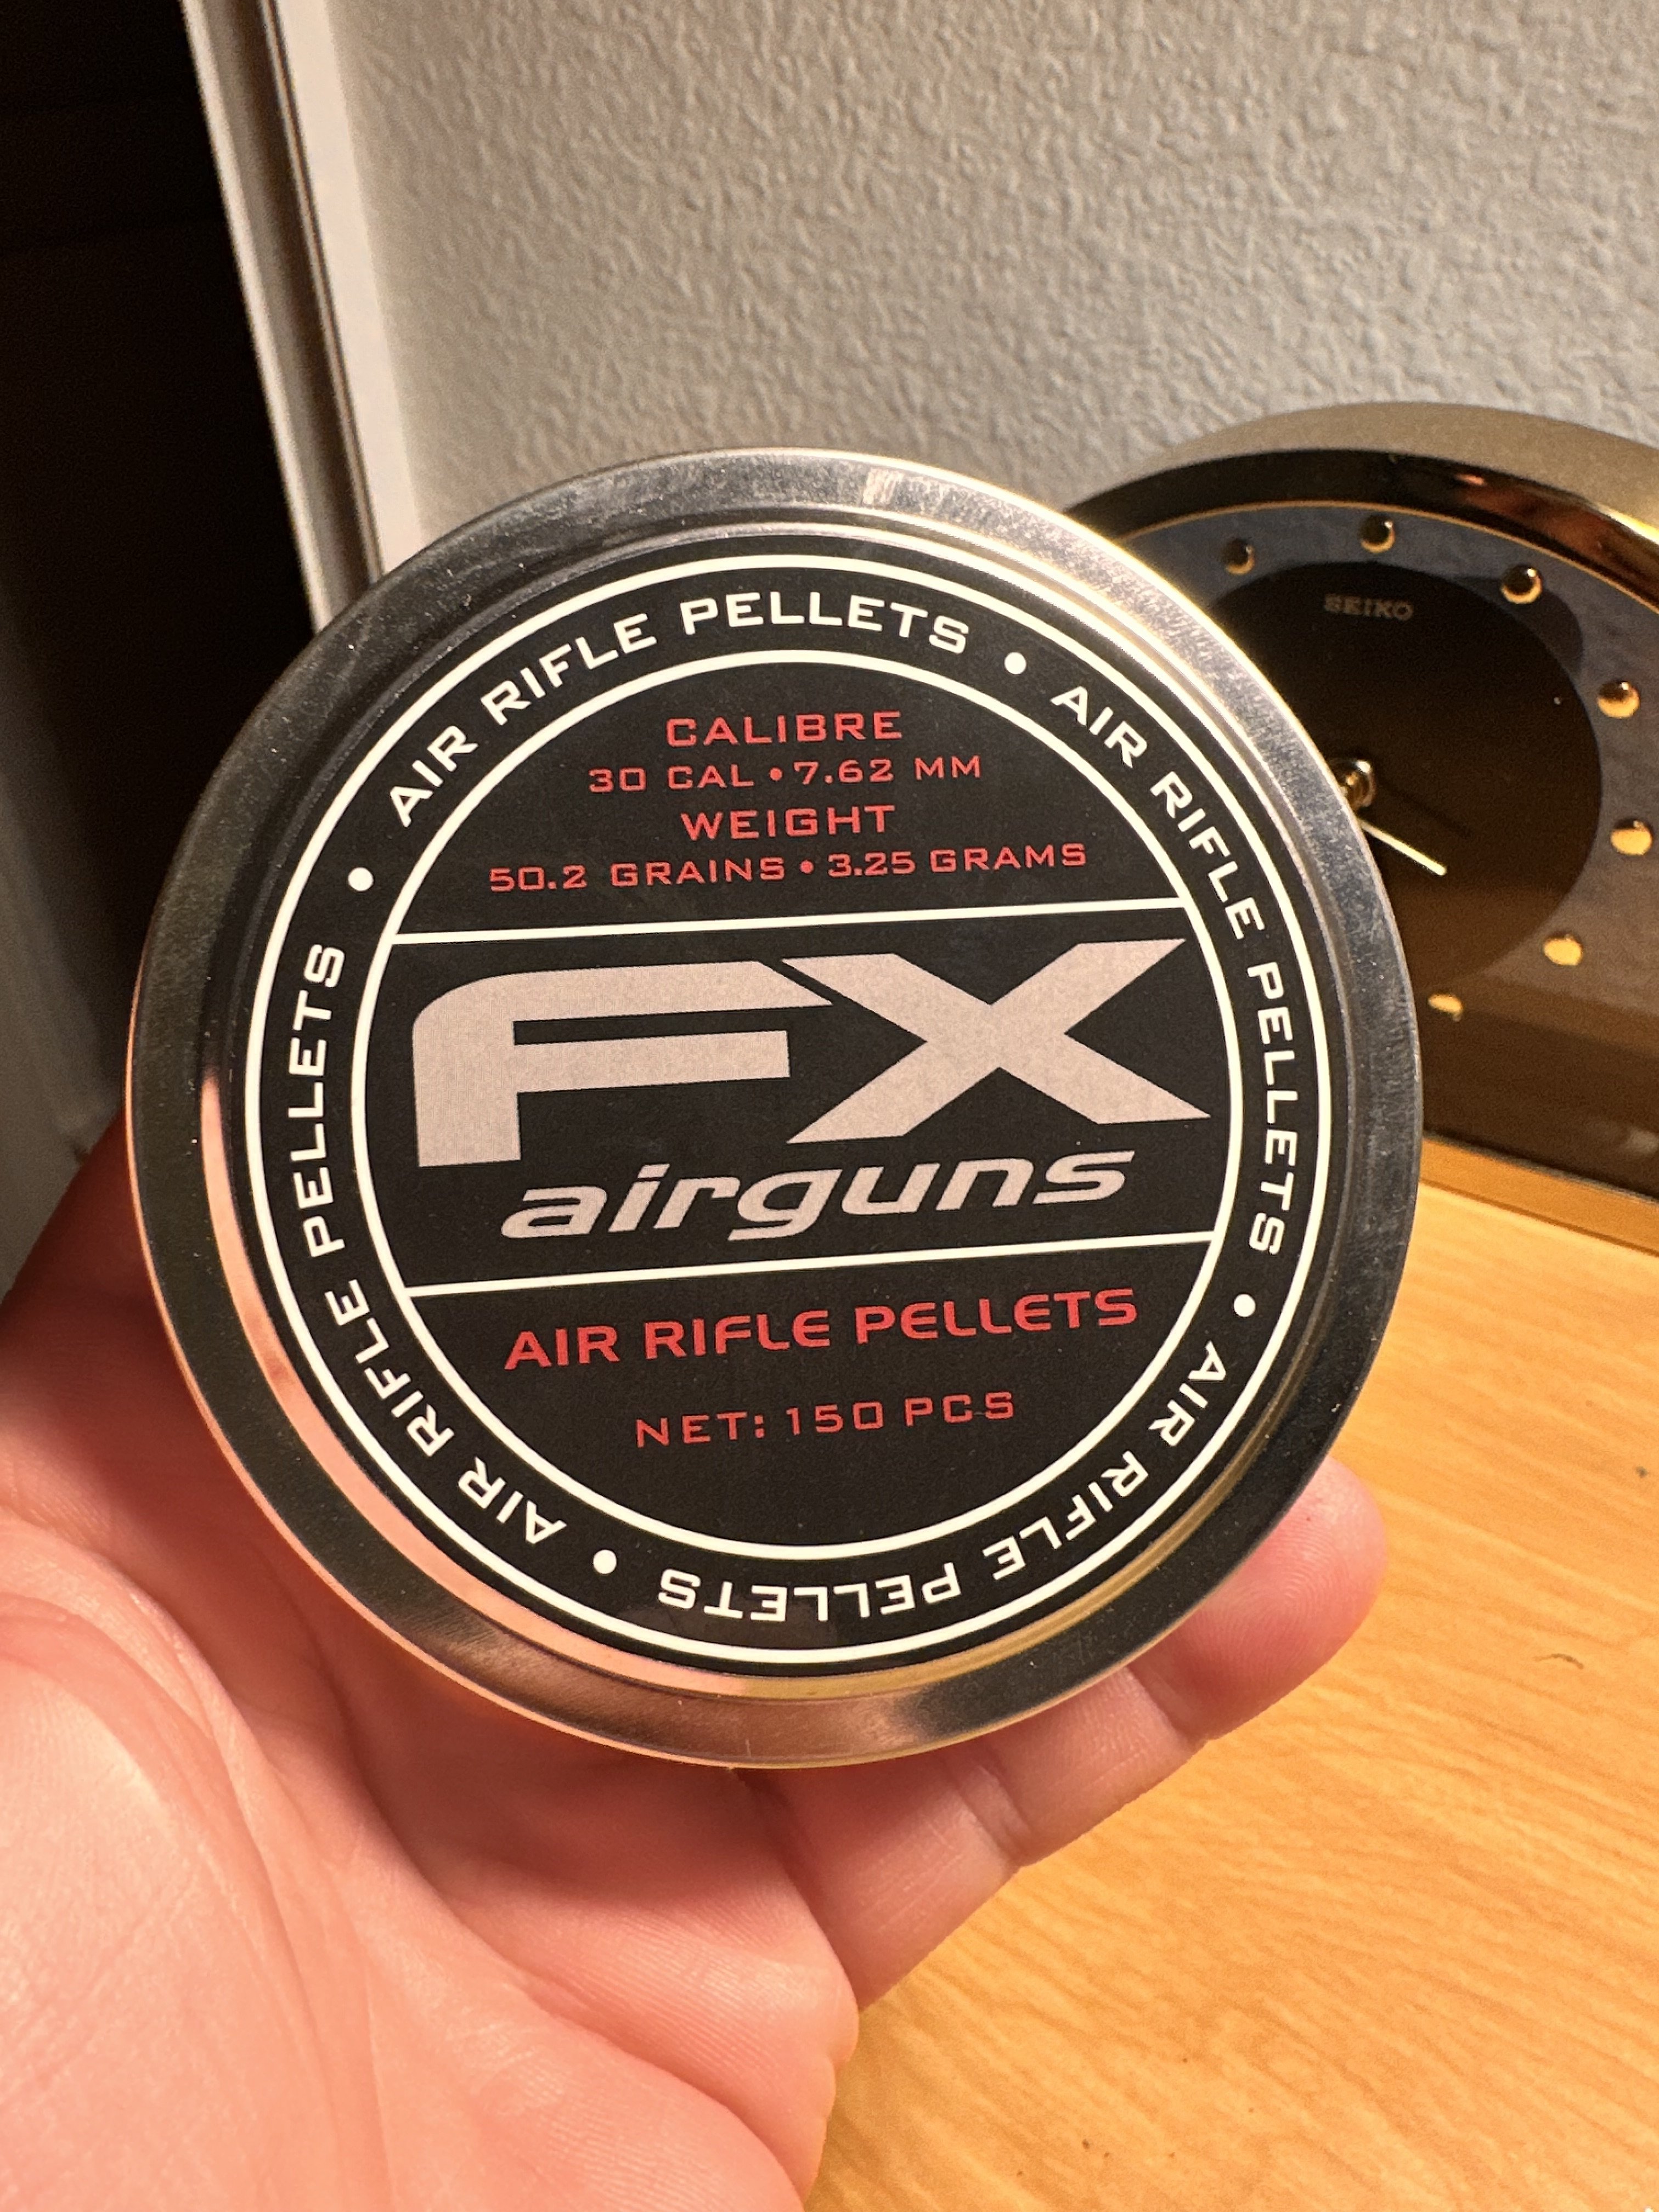 AIR RIFLE PELLETS • AIR RIFLE PELLETS • AIR RIFLE PELLETS • AIR RIFLE PELLETS •
CALIBRE
30 CAL • 7.62 MM
WEIGHT
50.2 GRAINS • 3.25 GRAMS
FX
airguns
AIR RIFLE PELLETS
NET: 150 PCS
SEIKO